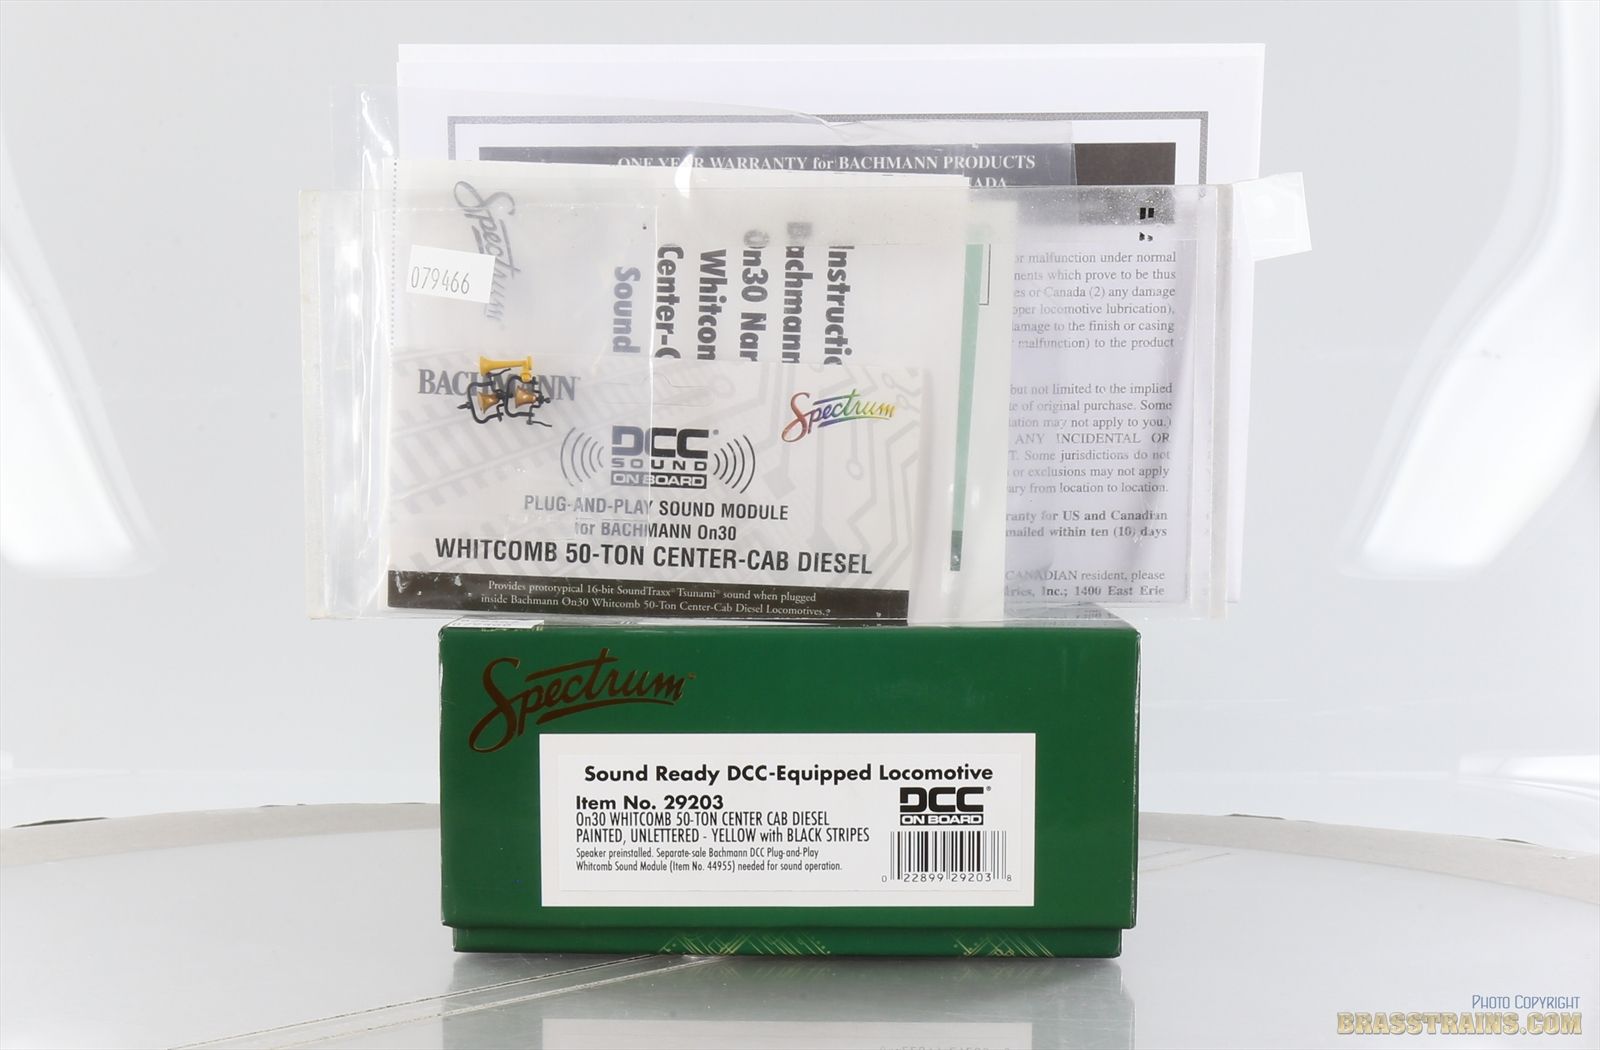 ONE YEAR WARRANTY for BACHMANN PRODUCTS
Spectrum
079466
Sound
Center-C
Whitcom
On30 Nar
Bachmann
Instructio
or malfunction under normal
which prove to be thus
es or Canada (2) any damage
locomotive lubrication),
damage to the finish or casing
malfunction) to the product
but not limited to the implied
of original purchase. Some
may not apply to you.)
ANY INCIDENTAL OR
Some jurisdictions do not
or exclusions may not apply
ary from location to location.
for US and Canadian
mailed within ten (10) days
CANADIAN resident, please
Inc.; 1400 East Erie
BACHMANN
Spectrum
DCC
SOUND
ON BOARD
PLUG-AND-PLAY SOUND MODULE
for BACHMANN On30
WHITCOMB 50-TON CENTER-CAB DIESEL
Provides prototypical 16-bit SoundTraxx® Tsunami® sound when plugged
inside Bachmann On30 Whitcomb 50-Ton Center-Cab Diesel Locomotives.
Spectrum
Sound Ready DCC-Equipped Locomotive
Item No. 29203
On30 WHITCOMB 50-TON CENTER CAB DIESEL
PAINTED, UNLETTERED - YELLOW with BLACK STRIPES
Speaker preinstalled. Separate-sale Bachmann DCC Plug-and-Play
Whitcomb Sound Module (Item No. 44955) needed for sound operation.
DCC®
ON BOARD
0 22899 29203 8
PHOTO COPYRIGHT
BRASSTRAINS.COM